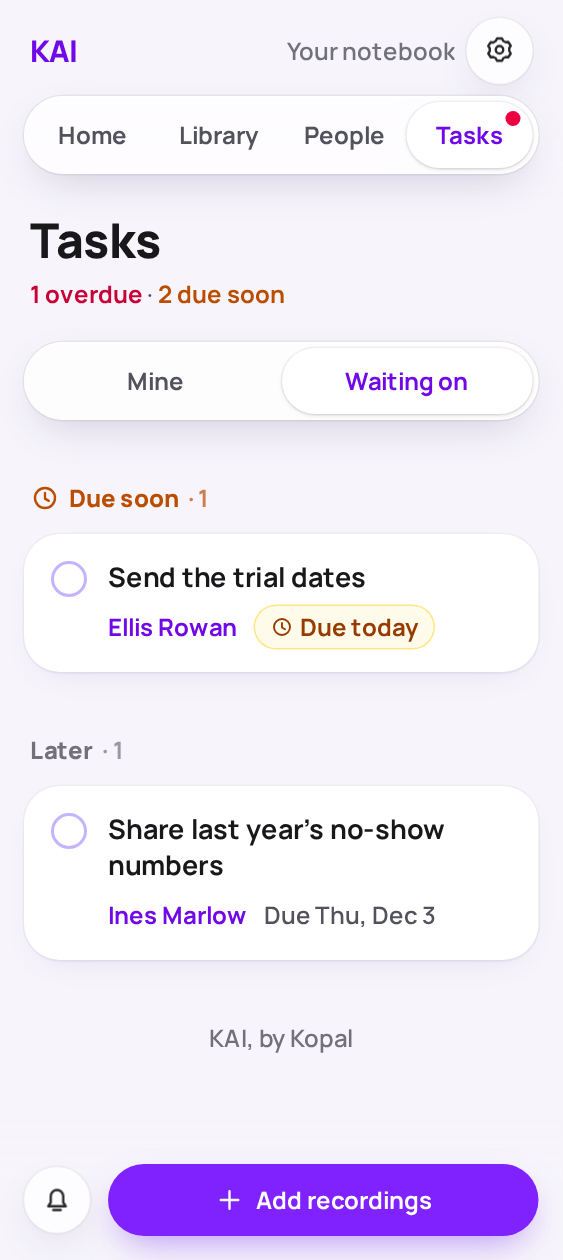 KAI
Your notebook
Home Library People Tasks
Tasks
1 overdue · 2 due soon
Mine Waiting on
Due soon · 1
Send the trial dates
Ellis Rowan Due today
Later · 1
Share last year’s no-show
numbers
Ines Marlow Due Thu, Dec 3
KAI, by Kopal
Add recordings